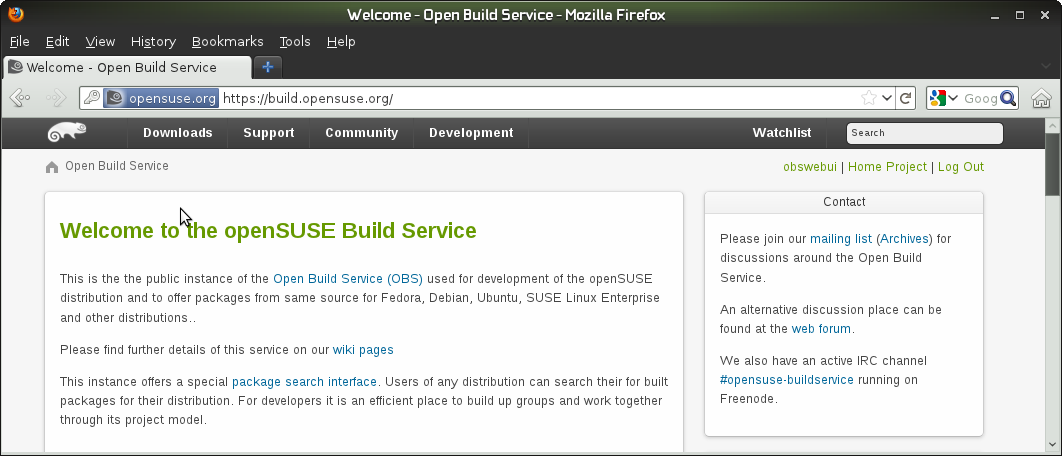 Welcome - Open Build Service - Mozilla Firefox
File Edit View History Bookmarks Tools Help
Welcome - Open Build Service
opensuse.org https://build.opensuse.org/ Goog
Downloads Support Community Development Watchlist Search
Open Build Service
obswebui | Home Project | Log Out
Welcome to the openSUSE Build Service
This is the the public instance of the Open Build Service (OBS) used for development of the openSUSE
distribution and to offer packages from same source for Fedora, Debian, Ubuntu, SUSE Linux Enterprise
and other distributions..
Please find further details of this service on our wiki pages
This instance offers a special package search interface. Users of any distribution can search their for built
packages for their distribution. For developers it is an efficient place to build up groups and work together
through its project model.
Contact
Please join our mailing list (Archives) for
discussions around the Open Build
Service.
An alternative discussion place can be
found at the web forum.
We also have an active IRC channel
#opensuse-buildservice running on
Freenode.